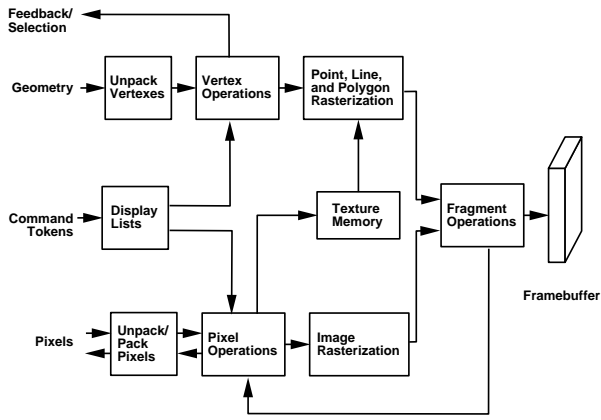 Feedback/
Selection
Geometry
Unpack
Vertexes
Vertex
Operations
Point, Line,
and Polygon
Rasterization
Command
Tokens
Display
Lists
Texture
Memory
Fragment
Operations
Framebuffer
Pixels
Unpack/
Pack
Pixels
Pixel
Operations
Image
Rasterization